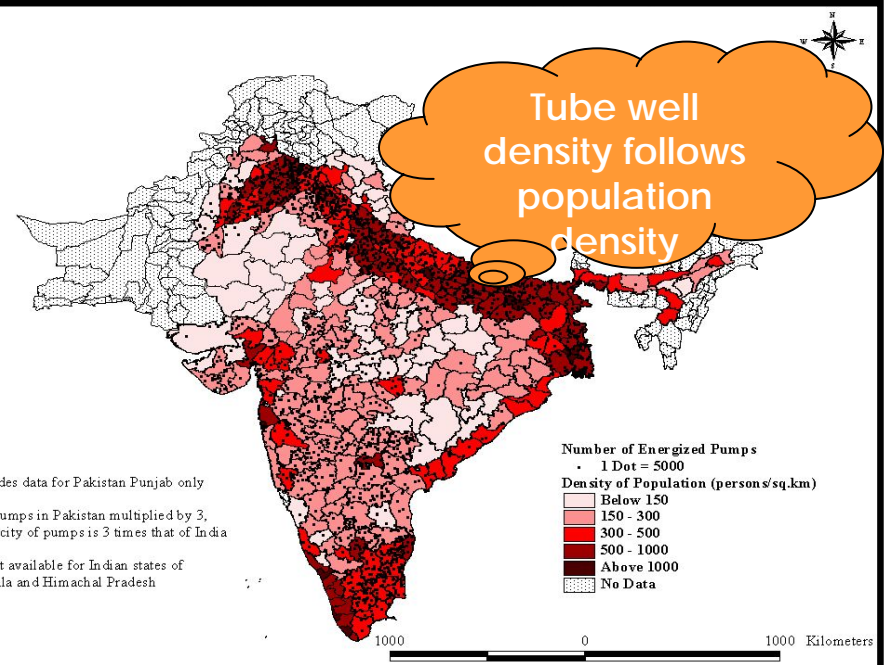 N
W E
S
Tube well
density follows
population
density
Number of Energized Pumps
1 Dot = 5000
Density of Population (persons/sq.km)
Below 150
150 - 300
300 - 500
500 - 1000
Above 1000
No Data
des data for Pakistan Punjab only
umps in Pakistan multiplied by 3,
city of pumps is 3 times that of India
t available for Indian states of
la and Himachal Pradesh
1000 0 1000 Kilometers